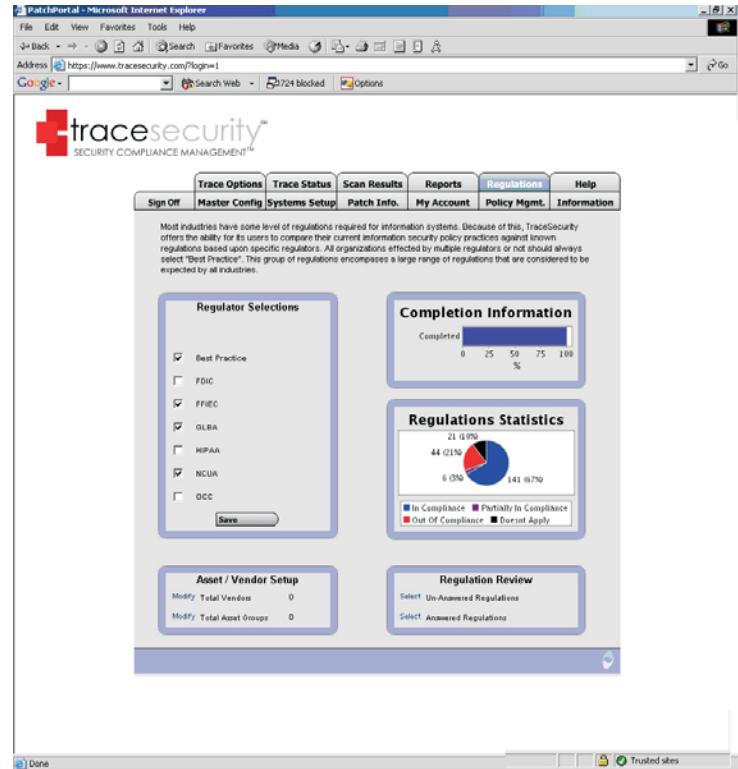 PatchPortal - Microsoft Internet Explorer
File Edit View Favorites Tools Help
Back Search Favorites Media
Address https://www.tracesecurity.com/?login=1 Go
Google Search Web 724 blocked Options
tracesecurity™
SECURITY COMPLIANCE MANAGEMENT™
Trace Options Trace Status Scan Results Reports Regulations Help
Sign Off Master Config Systems Setup Patch Info. My Account Policy Mgmt. Information
Most industries have some level of regulations required for information systems. Because of this, TraceSecurity
offers the ability for its users to compare their current information security policy practices against known
regulations based upon specific regulators. All organizations effected by multiple regulators or not should always
select "Best Practice". This group of regulations encompases a large range of regulations that are considered to be
expected by all industries.
Regulator Selections
Best Practice
FDIC
FFIEC
GLBA
HIPAA
NCUA
OCC
Save
Completion Information
Completed
0 25 50 75 100
%
Regulations Statistics
21 (10%)
44 (21%)
6 (3%)
141 (67%)
In Compliance Partially In Compliance
Out Of Compliance Doesnt Apply
Asset / Vendor Setup
Modify Total Vendors 0
Modify Total Asset Groups 0
Regulation Review
Select Un-Answered Regulations
Select Answered Regulations
Done Trusted sites